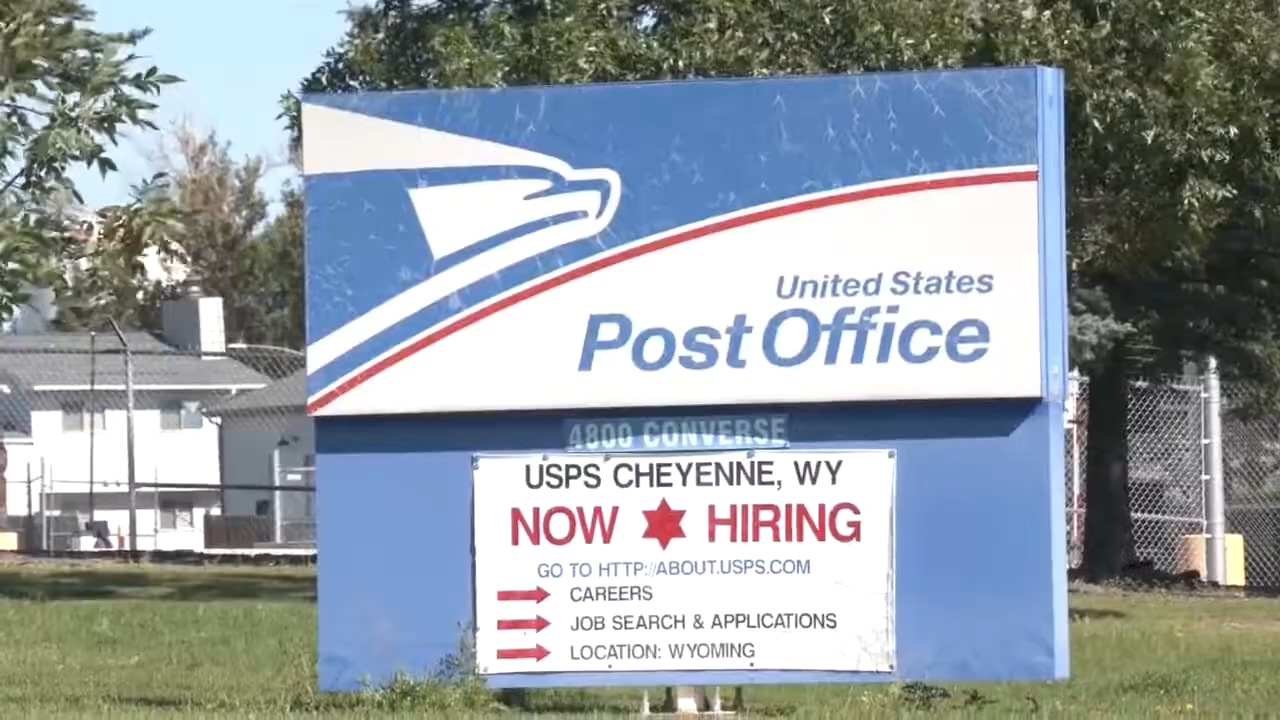 United States
Post Office
4800 CONVERSE
USPS CHEYENNE, WY
NOW HIRING
GO TO HTTP://ABOUT.USPS.COM
CAREERS
JOB SEARCH & APPLICATIONS
LOCATION: WYOMING